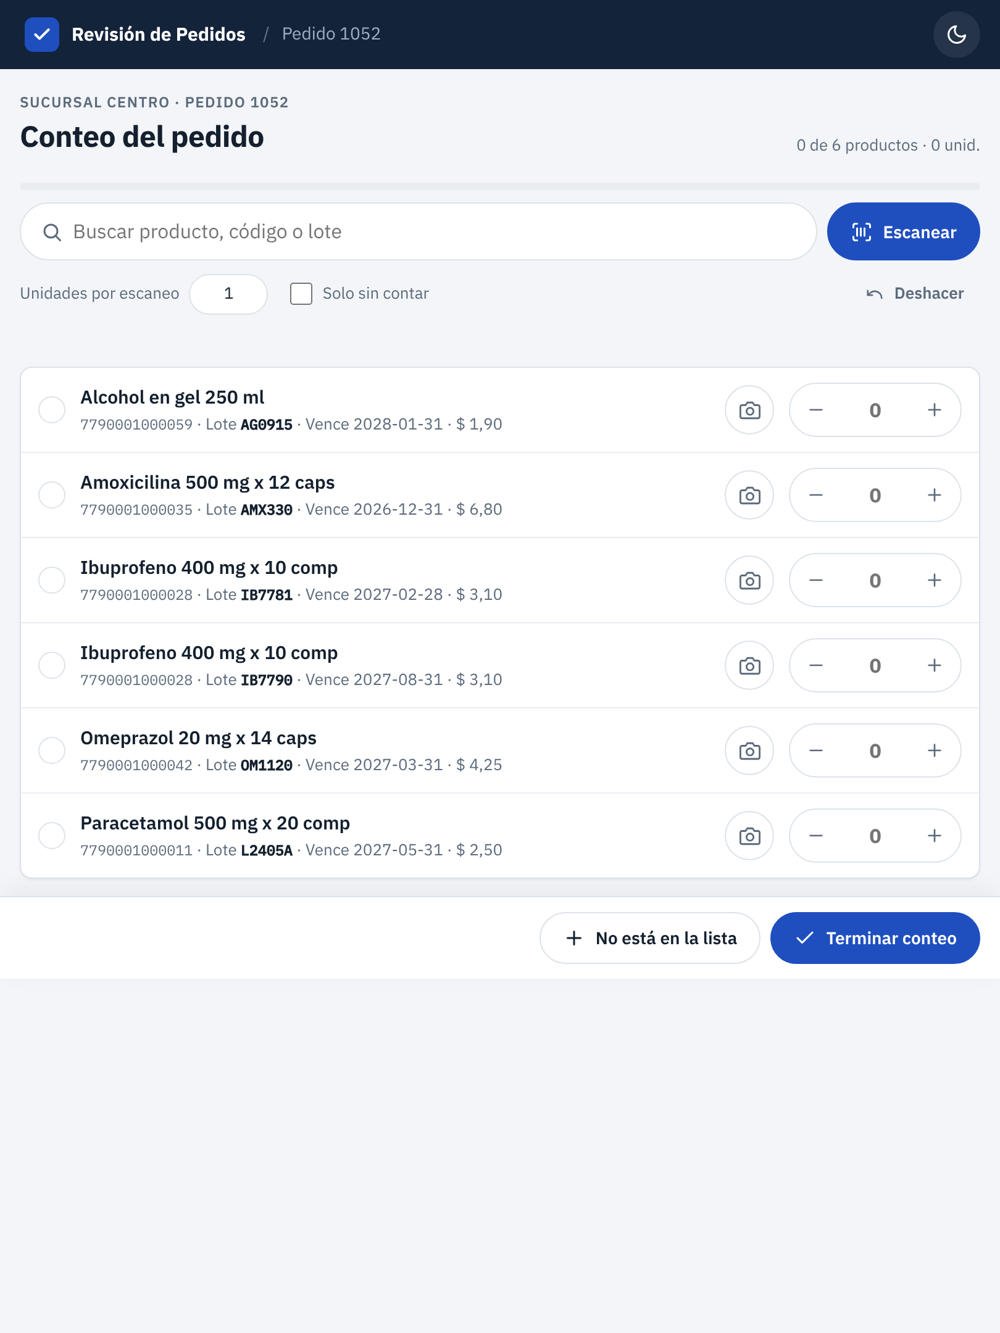 Revisión de Pedidos / Pedido 1052
SUCURSAL CENTRO · PEDIDO 1052
Conteo del pedido
0 de 6 productos · 0 unid.
Buscar producto, código o lote
Escanear
Unidades por escaneo 1 Solo sin contar Deshacer
Alcohol en gel 250 ml
7790001000059 · Lote AG0915 · Vence 2028-01-31 · $ 1,90
− 0 +
Amoxicilina 500 mg x 12 caps
7790001000035 · Lote AMX330 · Vence 2026-12-31 · $ 6,80
− 0 +
Ibuprofeno 400 mg x 10 comp
7790001000028 · Lote IB7781 · Vence 2027-02-28 · $ 3,10
− 0 +
Ibuprofeno 400 mg x 10 comp
7790001000028 · Lote IB7790 · Vence 2027-08-31 · $ 3,10
− 0 +
Omeprazol 20 mg x 14 caps
7790001000042 · Lote OM1120 · Vence 2027-03-31 · $ 4,25
− 0 +
Paracetamol 500 mg x 20 comp
7790001000011 · Lote L2405A · Vence 2027-05-31 · $ 2,50
− 0 +
+ No está en la lista
Terminar conteo